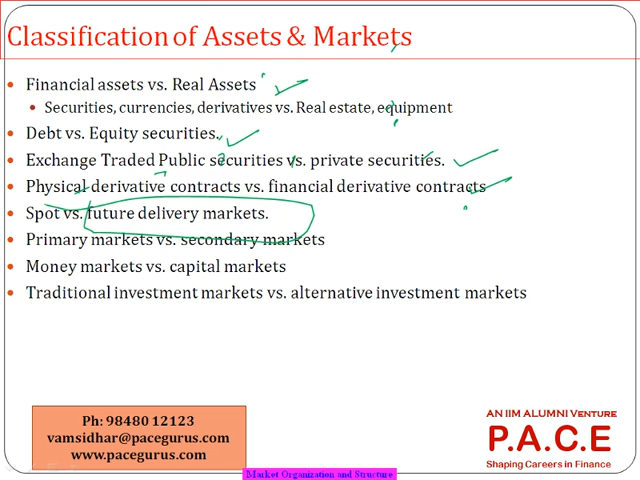 Classification of Assets & Markets
Financial assets vs. Real Assets
Securities, currencies, derivatives vs. Real estate, equipment
Debt vs. Equity securities.
Exchange Traded Public securities vs. private securities.
Physical derivative contracts vs. financial derivative contracts
Spot vs. future delivery markets.
Primary markets vs. secondary markets
Money markets vs. capital markets
Traditional investment markets vs. alternative investment markets
Ph: 98480 12123
vamsidhar@pacegurus.com
www.pacegurus.com
AN IIM ALUMNI VENTURE
P.A.C.E
Shaping Careers in Finance
Market Organization and Structure